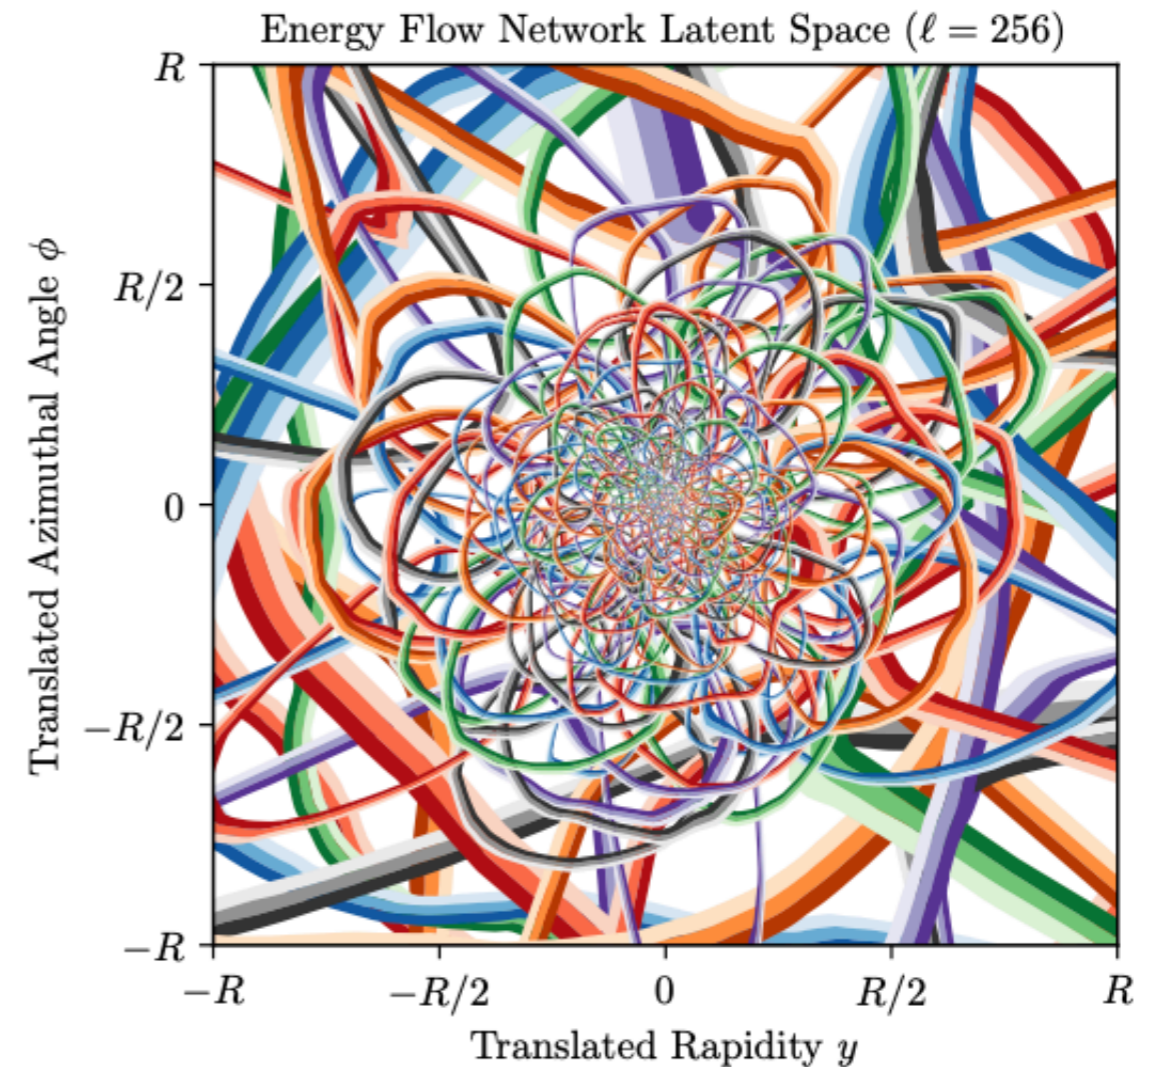 Energy Flow Network Latent Space (ℓ = 256)
R
R/2
0
−R/2
−R
Translated Azimuthal Angle ϕ
−R
−R/2
0
R/2
R
Translated Rapidity y